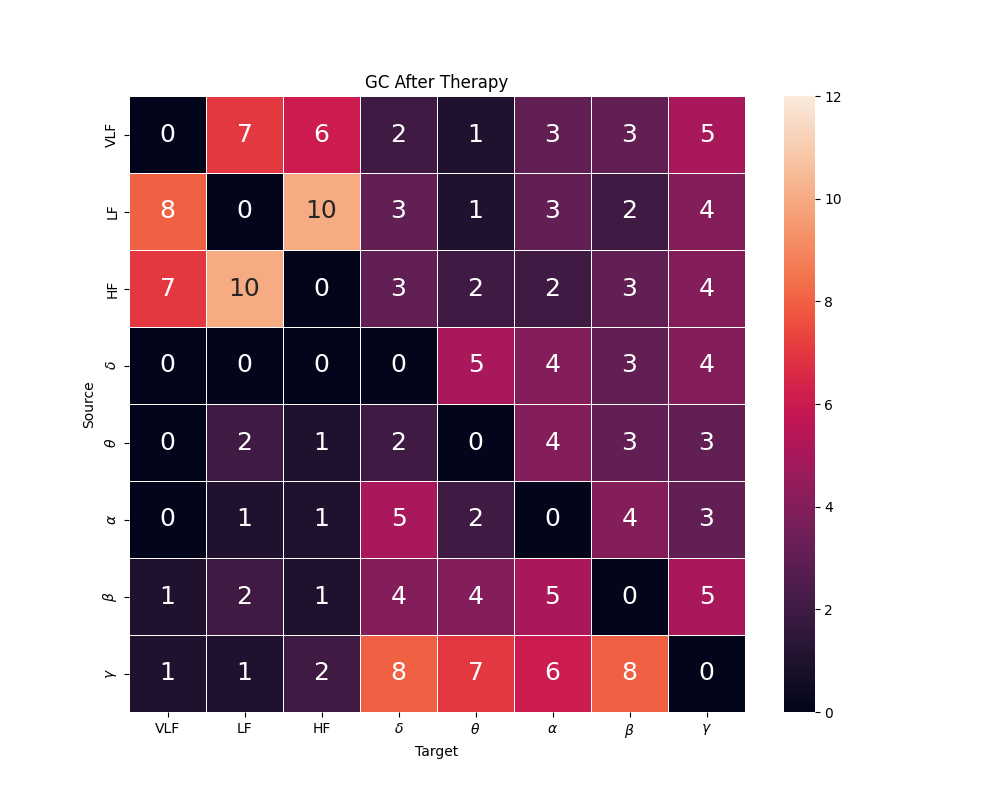 GC After Therapy
VLF 0 7 6 2 1 3 3 5
LF 8 0 10 3 1 3 2 4
HF 7 10 0 3 2 2 3 4
δ 0 0 0 0 5 4 3 4
θ 0 2 1 2 0 4 3 3
α 0 1 1 5 2 0 4 3
β 1 2 1 4 4 5 0 5
γ 1 1 2 8 7 6 8 0
VLF LF HF δ θ α β γ
Source
Target
12
10
8
6
4
2
0